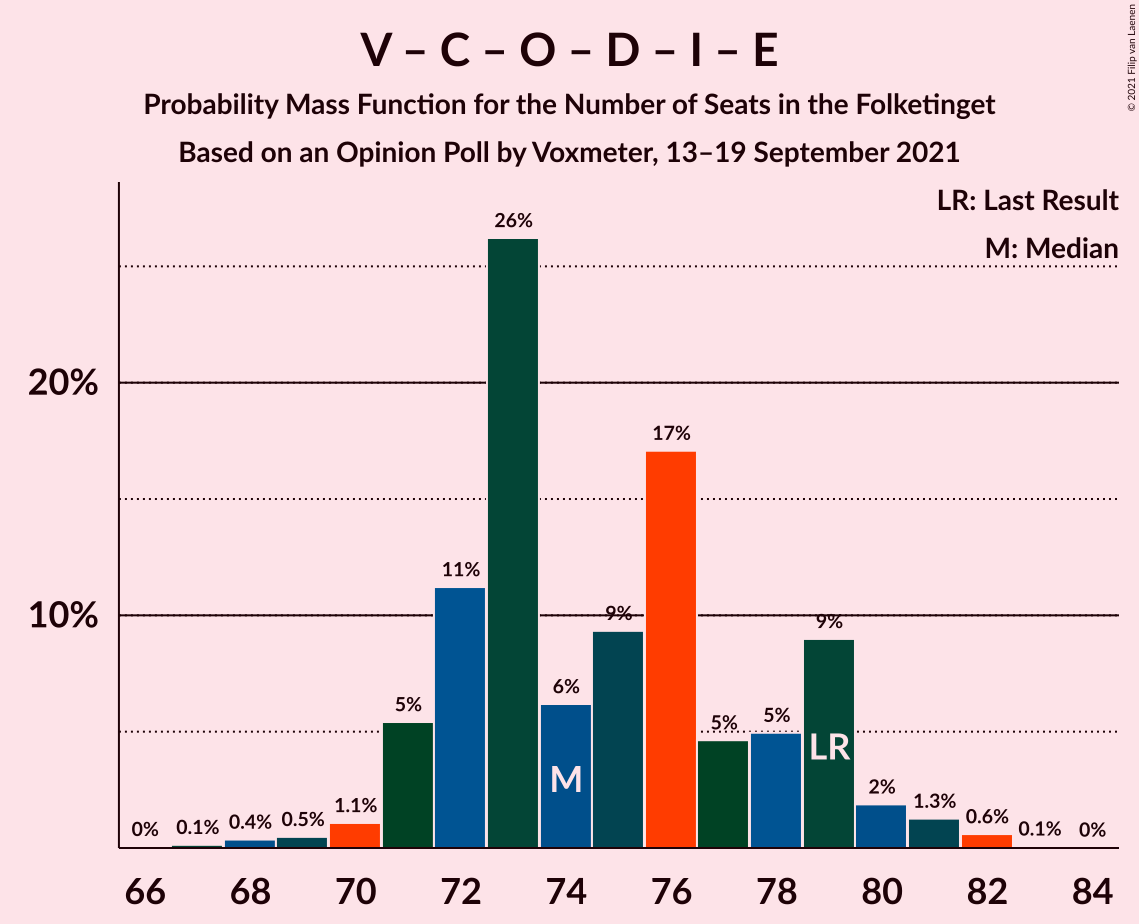 V – C – O – D – I – E
Probability Mass Function for the Number of Seats in the Folketinget
Based on an Opinion Poll by Voxmeter, 13–19 September 2021
© 2021 Filip van Laenen
LR: Last Result
M: Median
20%
10%
0%
0.1%
0.4%
0.5%
1.1%
5%
11%
26%
6%
9%
17%
5%
5%
9%
2%
1.3%
0.6%
0.1%
0%
M
LR
66 68 70 72 74 76 78 80 82 84